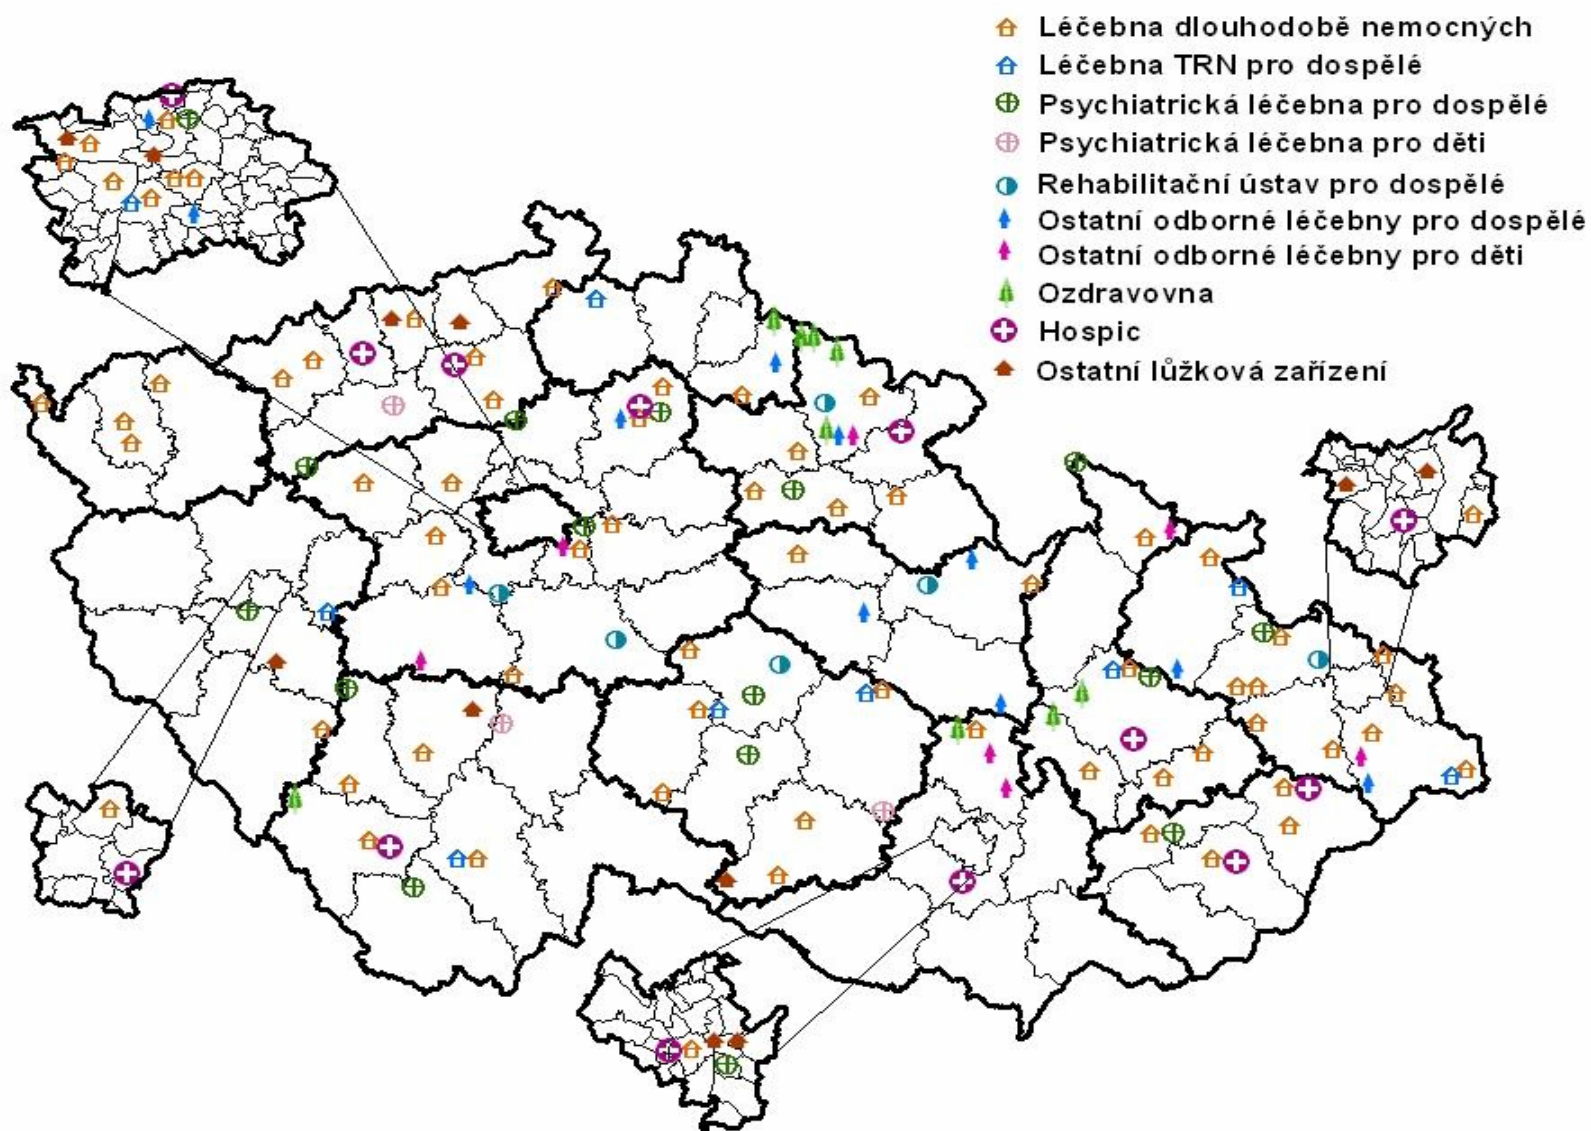 Léčebna dlouhodobě nemocných
Léčebna TRN pro dospělé
Psychiatrická léčebna pro dospělé
Psychiatrická léčebna pro děti
Rehabilitační ústav pro dospělé
Ostatní odborné léčebny pro dospělé
Ostatní odborné léčebny pro děti
Ozdravovna
Hospic
Ostatní lůžková zařízení